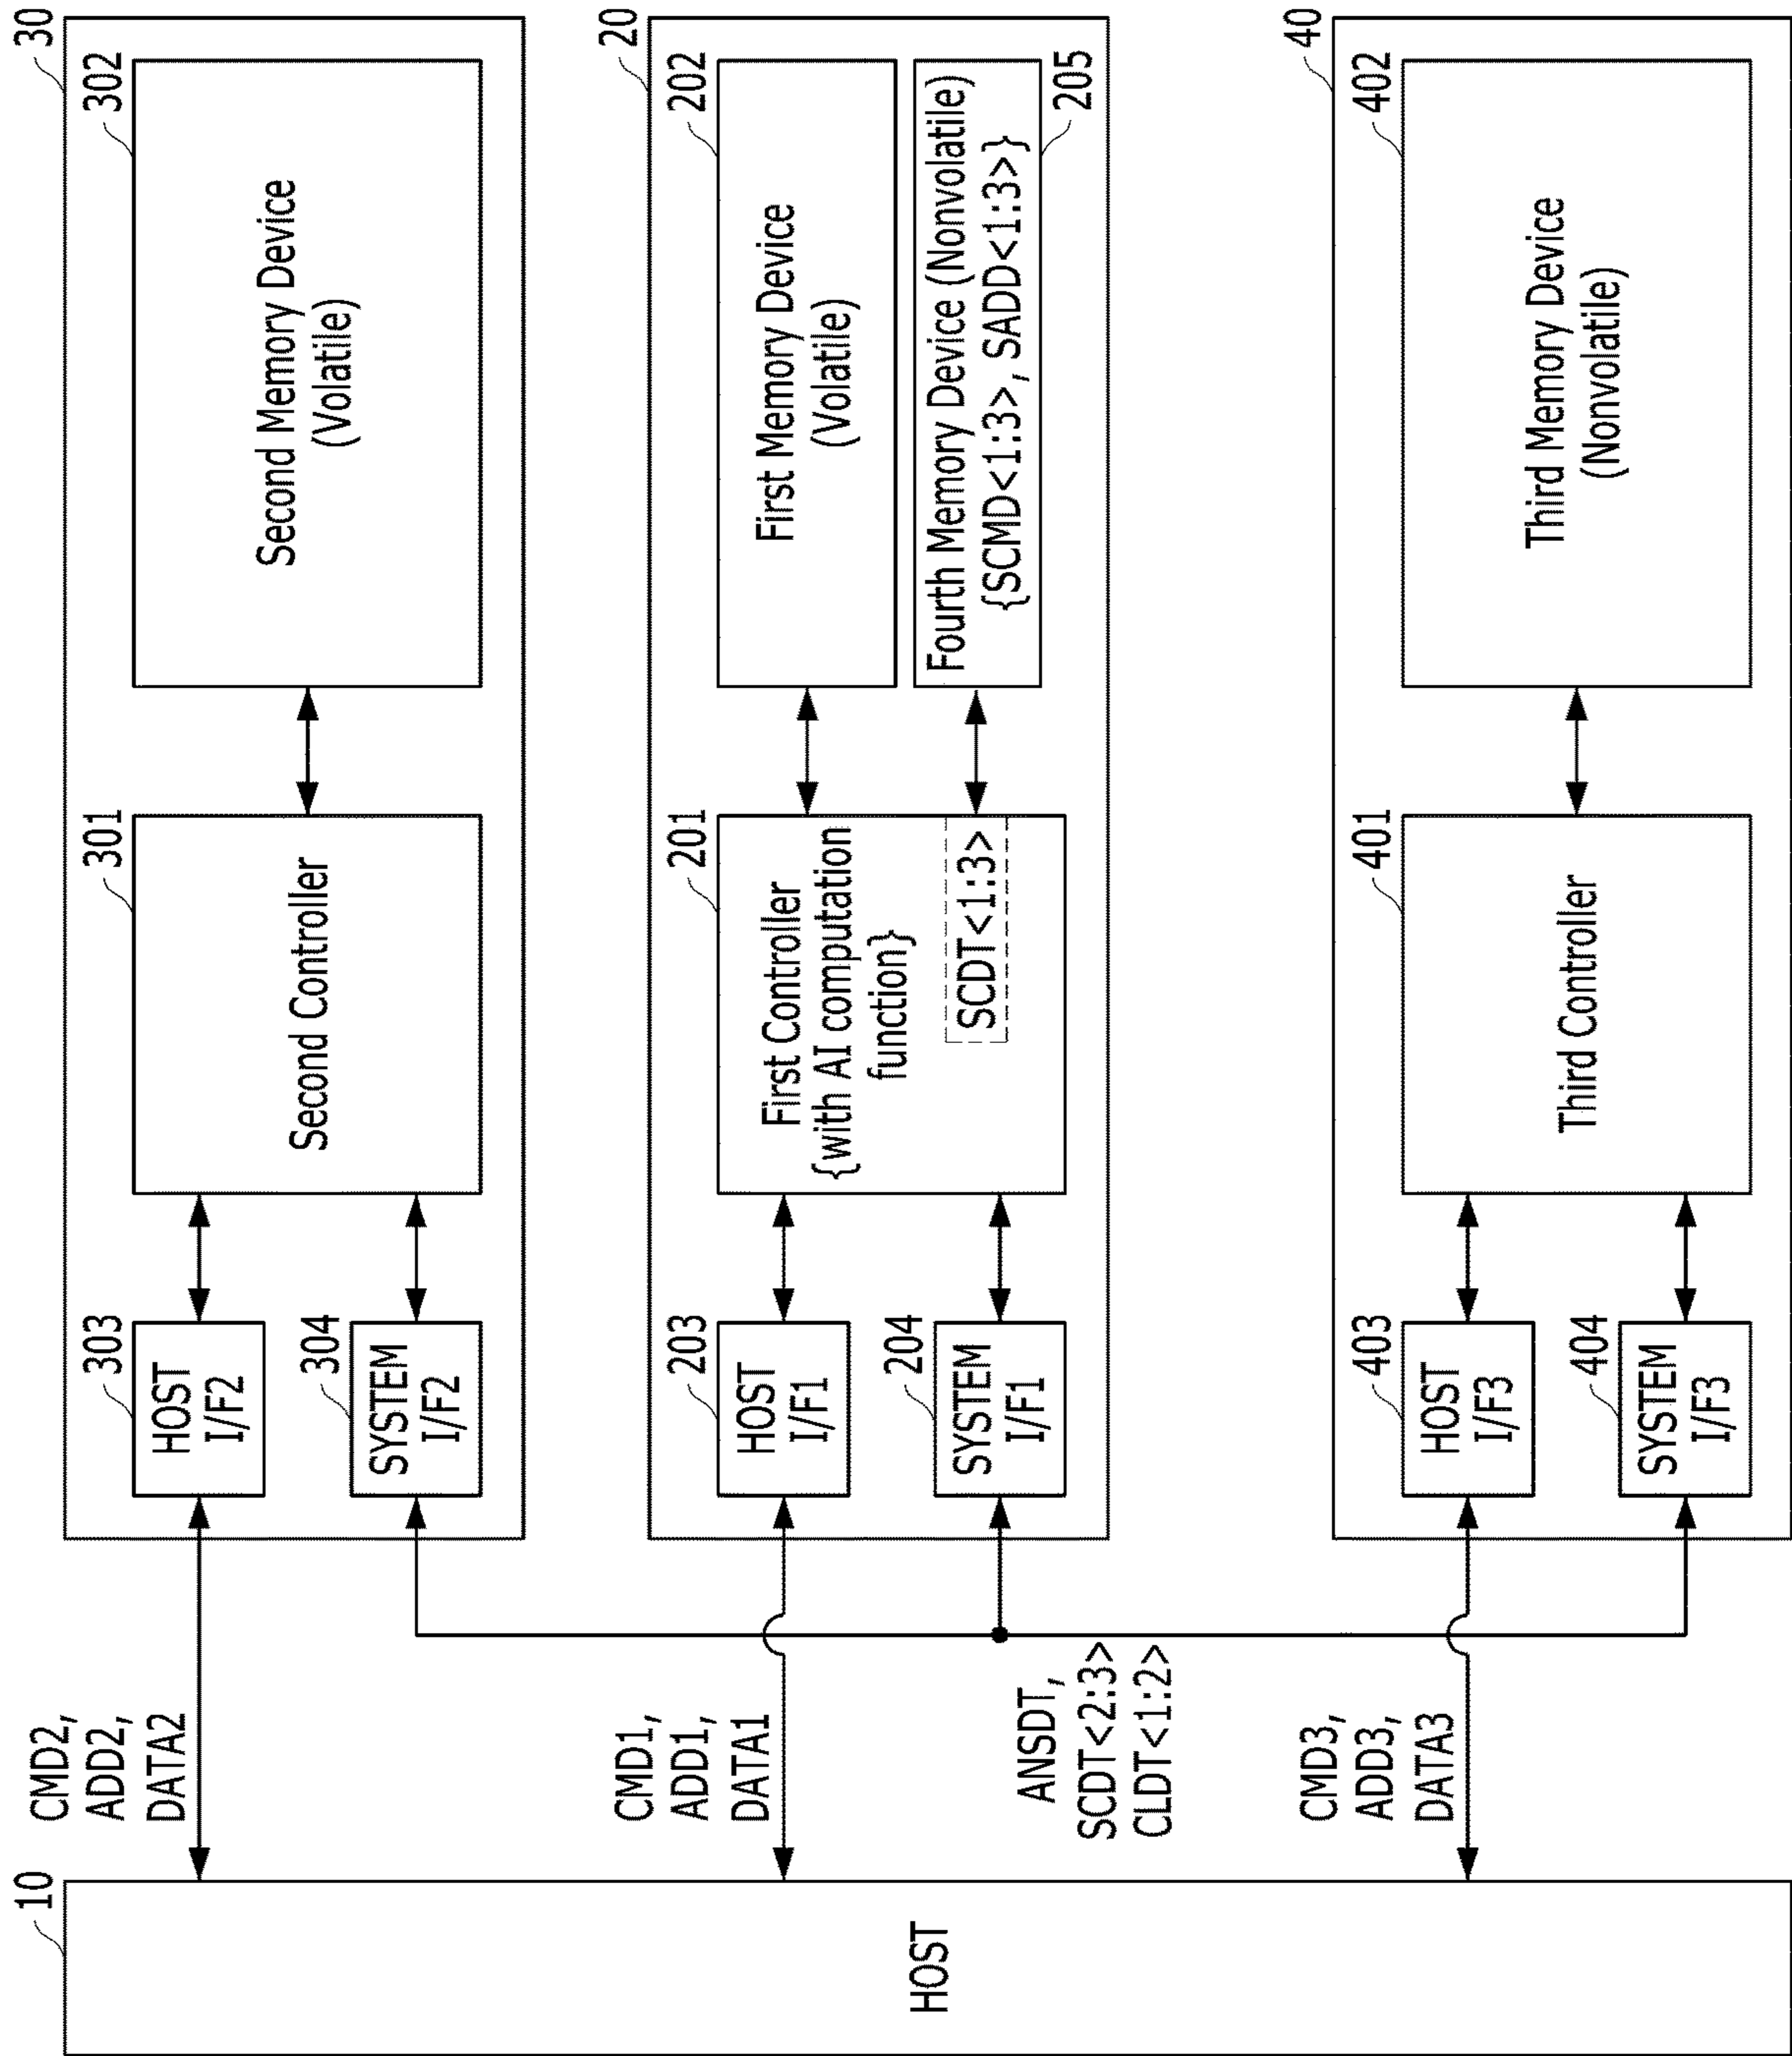 10
HOST
CMD2,
ADD2,
DATA2
CMD1,
ADD1,
DATA1
ANSDT,
SCDT<2:3>
CLDT<1:2>
CMD3,
ADD3,
DATA3
30
303
HOST
I/F2
304
SYSTEM
I/F2
301
Second Controller
302
Second Memory Device
(Volatile)
20
203
HOST
I/F1
204
SYSTEM
I/F1
201
First Controller
{with AI computation
function}
SCDT<1:3>
202
First Memory Device
(Volatile)
Fourth Memory Device (Nonvolatile)
{SCMD<1:3>, SADD<1:3>}
205
40
403
HOST
I/F3
404
SYSTEM
I/F3
401
Third Controller
402
Third Memory Device
(Nonvolatile)